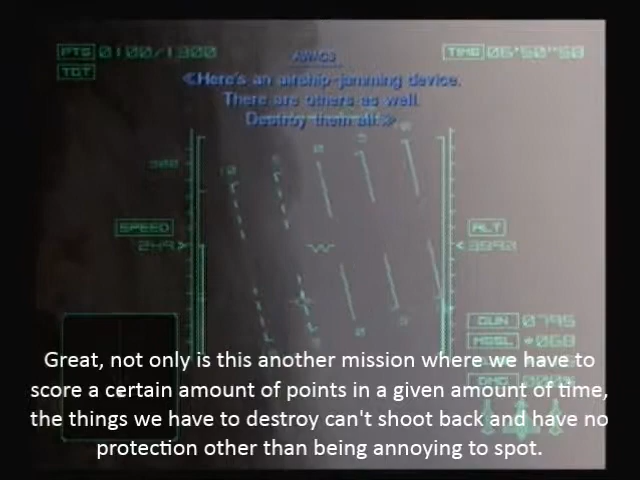 PTS 0100/1300
TIME 06'50"58
TGT
AWACS
<<Here's an airship-jamming device.
There are others as well.
Destroy them all.>>
SPEED
ALT
249
3892
GUN 0795
MSSL 068
Great, not only is this another mission where we have to
score a certain amount of points in a given amount of time,
the things we have to destroy can't shoot back and have no
protection other than being annoying to spot.